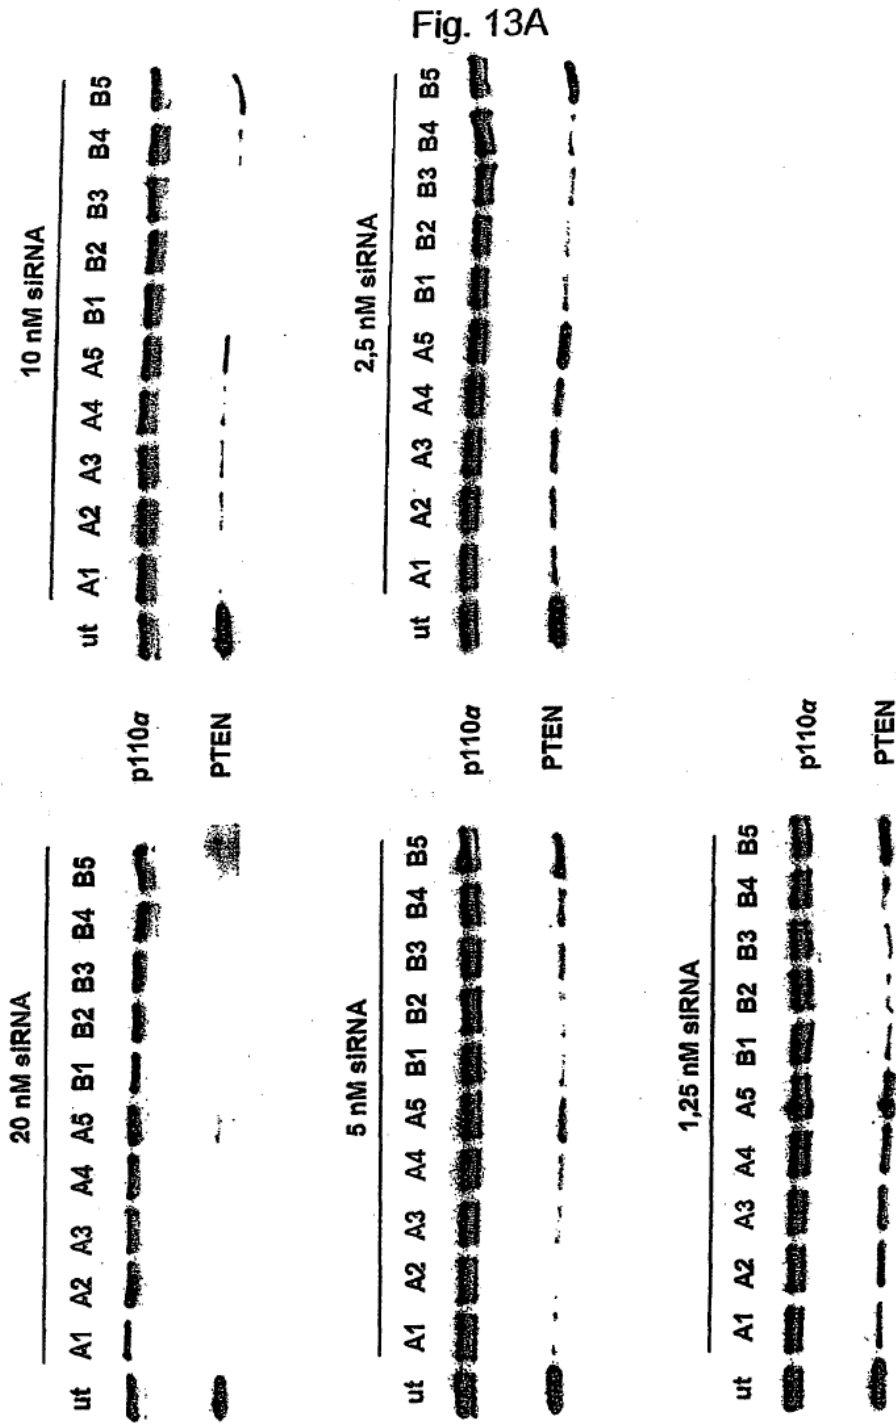 Fig. 13A
20 nM siRNA
ut A1 A2 A3 A4 A5 B1 B2 B3 B4 B5
p110α
PTEN
10 nM siRNA
ut A1 A2 A3 A4 A5 B1 B2 B3 B4 B5
5 nM siRNA
ut A1 A2 A3 A4 A5 B1 B2 B3 B4 B5
p110α
PTEN
2,5 nM siRNA
ut A1 A2 A3 A4 A5 B1 B2 B3 B4 B5
1,25 nM siRNA
ut A1 A2 A3 A4 A5 B1 B2 B3 B4 B5
p110α
PTEN